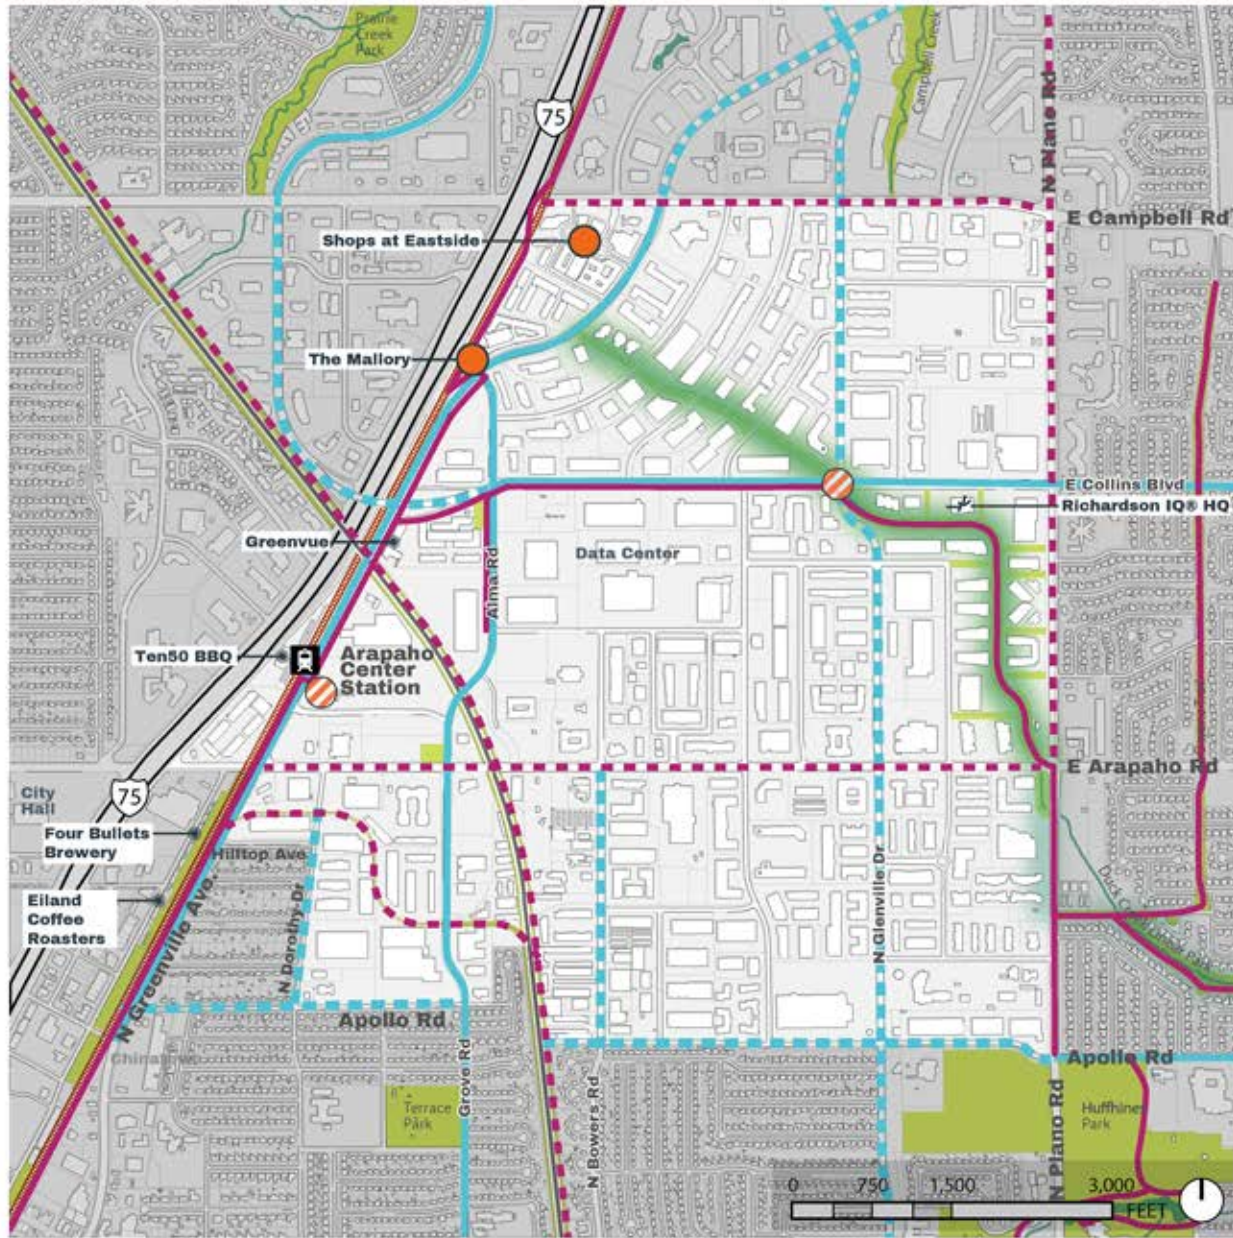 Prairie
Creek
Park
Campbell Creek
75
N Plano Rd
E Campbell Rd
Shops at Eastside
The Mallory
E Collins Blvd
Richardson IQ® HQ
Greenvue
Data Center
Alma Rd
Ten50 BBQ
Arapaho
Center
Station
E Arapaho Rd
75
City
Hall
Four Bullets
Brewery
Hilltop Ave
Eiland
Coffee
Roasters
N Greenville Ave.
N Dorothy Dr
N Glenville Dr
Duck
Apollo Rd
Apollo Rd
Grove Rd
Terrace
Park
N Bowers Rd
N Plano Rd
Huffhines
Park
0 750 1,500 3,000
FEET